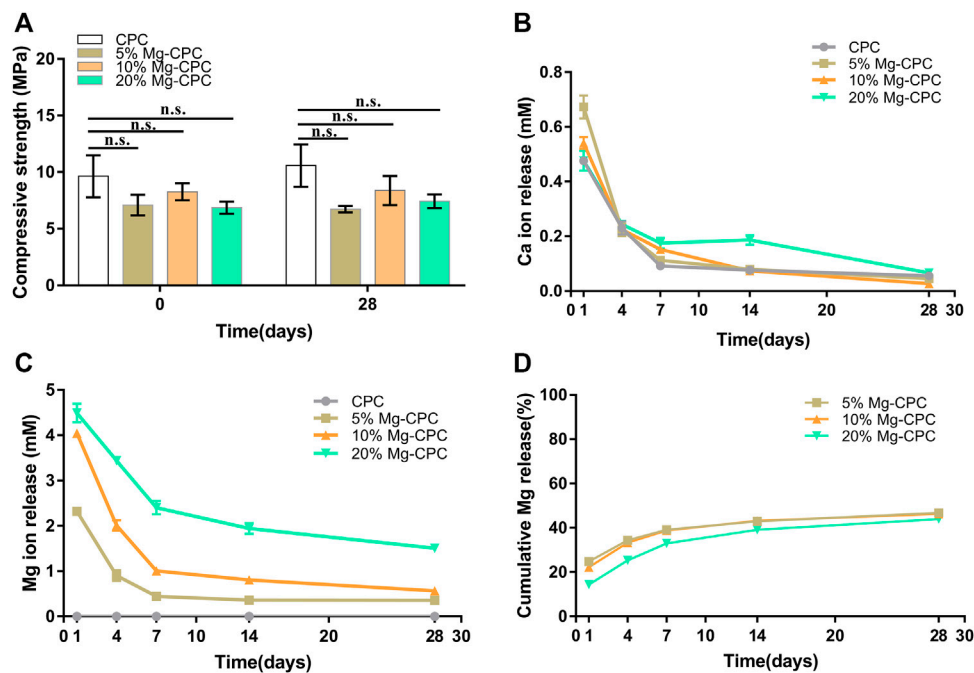 A
CPC
5% Mg-CPC
10% Mg-CPC
20% Mg-CPC
Compressive strength (MPa)
20
15
10
5
0
n.s.
n.s.
n.s.
n.s.
n.s.
n.s.
0
28
Time(days)
B
CPC
5% Mg-CPC
10% Mg-CPC
20% Mg-CPC
Ca ion release (mM)
0.8
0.6
0.4
0.2
0.0
0 1 4 7 10 14 20 28 30
Time(days)
C
CPC
5% Mg-CPC
10% Mg-CPC
20% Mg-CPC
Mg ion release (mM)
5
4
3
2
1
0
0 1 4 7 10 14 20 28 30
Time(days)
D
5% Mg-CPC
10% Mg-CPC
20% Mg-CPC
Cumulative Mg release(%)
100
80
60
40
20
0
0 1 4 7 10 14 20 28 30
Time(days)